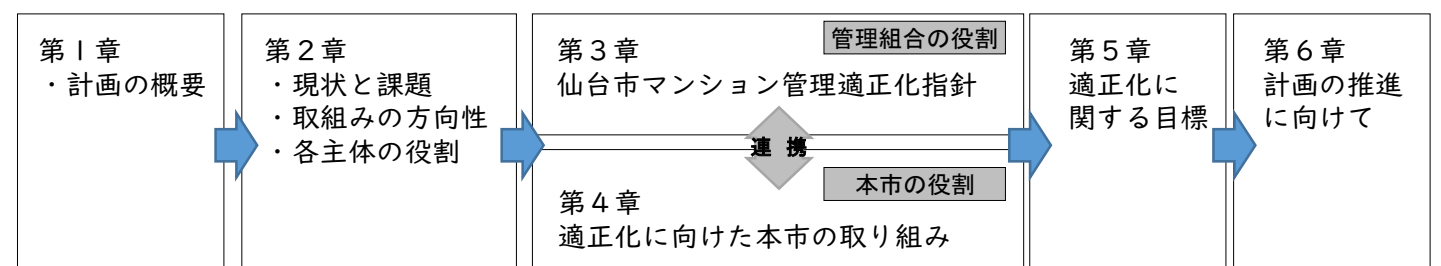 第1章
・計画の概要
第2章
・現状と課題
・取組みの方向性
・各主体の役割
管理組合の役割
第3章
仙台市マンション管理適正化指針
連 携
本市の役割
第4章
適正化に向けた本市の取り組み
第5章
適正化に
関する目標
第6章
計画の推進
に向けて